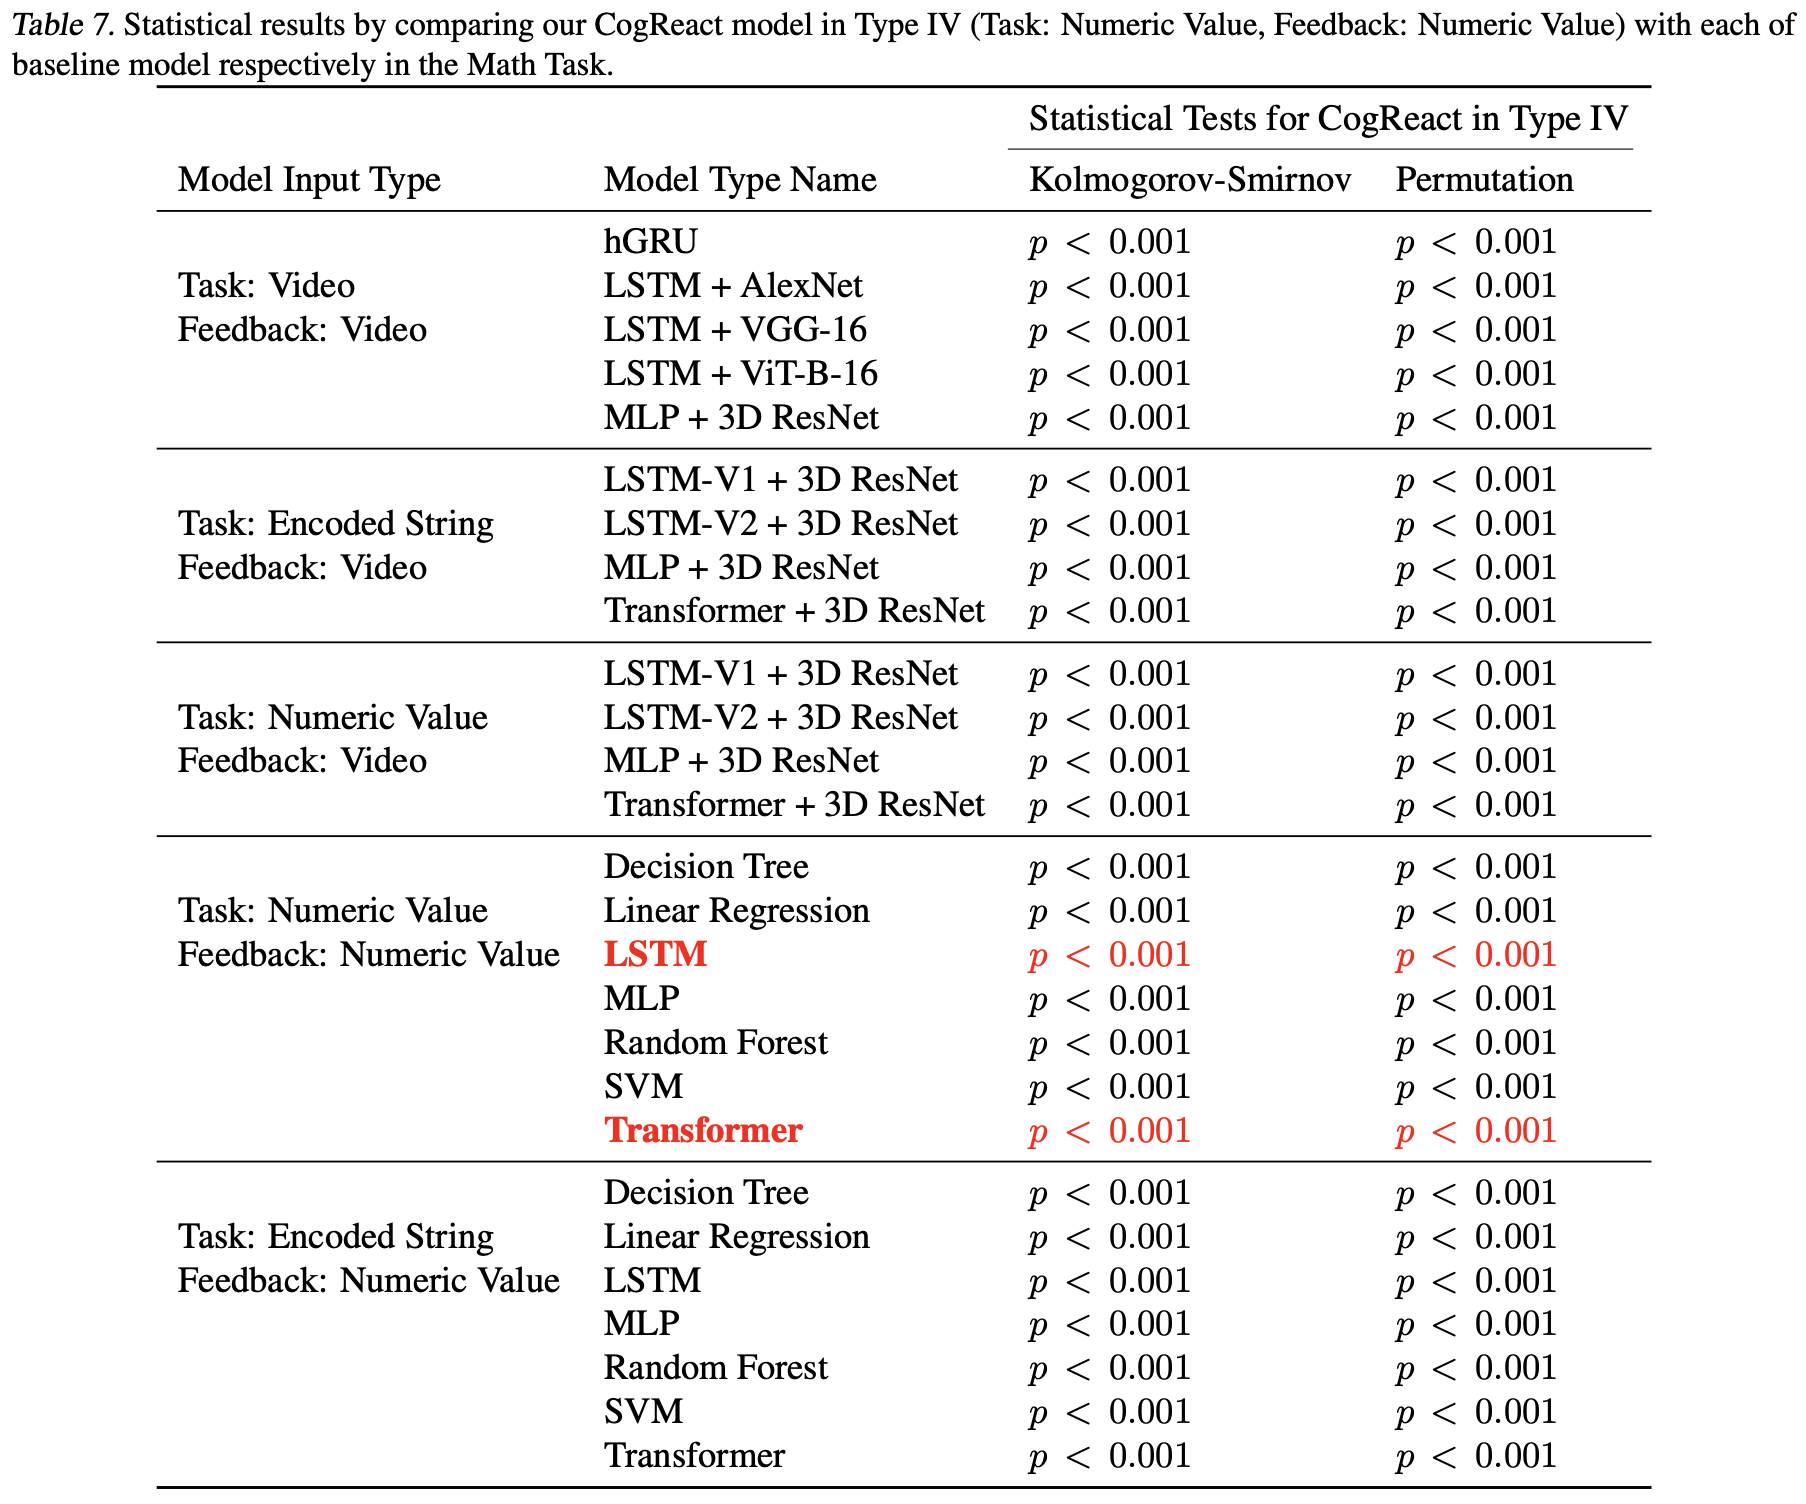 Table 7. Statistical results by comparing our CogReact model in Type IV (Task: Numeric Value, Feedback: Numeric Value) with each of
baseline model respectively in the Math Task.
Statistical Tests for CogReact in Type IV
Model Input Type Model Type Name Kolmogorov-Smirnov Permutation
hGRU p < 0.001 p < 0.001
Task: Video LSTM + AlexNet p < 0.001 p < 0.001
Feedback: Video LSTM + VGG-16 p < 0.001 p < 0.001
LSTM + ViT-B-16 p < 0.001 p < 0.001
MLP + 3D ResNet p < 0.001 p < 0.001
LSTM-V1 + 3D ResNet p < 0.001 p < 0.001
Task: Encoded String LSTM-V2 + 3D ResNet p < 0.001 p < 0.001
Feedback: Video MLP + 3D ResNet p < 0.001 p < 0.001
Transformer + 3D ResNet p < 0.001 p < 0.001
LSTM-V1 + 3D ResNet p < 0.001 p < 0.001
Task: Numeric Value LSTM-V2 + 3D ResNet p < 0.001 p < 0.001
Feedback: Video MLP + 3D ResNet p < 0.001 p < 0.001
Transformer + 3D ResNet p < 0.001 p < 0.001
Decision Tree p < 0.001 p < 0.001
Task: Numeric Value Linear Regression p < 0.001 p < 0.001
Feedback: Numeric Value LSTM p < 0.001 p < 0.001
MLP p < 0.001 p < 0.001
Random Forest p < 0.001 p < 0.001
SVM p < 0.001 p < 0.001
Transformer p < 0.001 p < 0.001
Decision Tree p < 0.001 p < 0.001
Task: Encoded String Linear Regression p < 0.001 p < 0.001
Feedback: Numeric Value LSTM p < 0.001 p < 0.001
MLP p < 0.001 p < 0.001
Random Forest p < 0.001 p < 0.001
SVM p < 0.001 p < 0.001
Transformer p < 0.001 p < 0.001